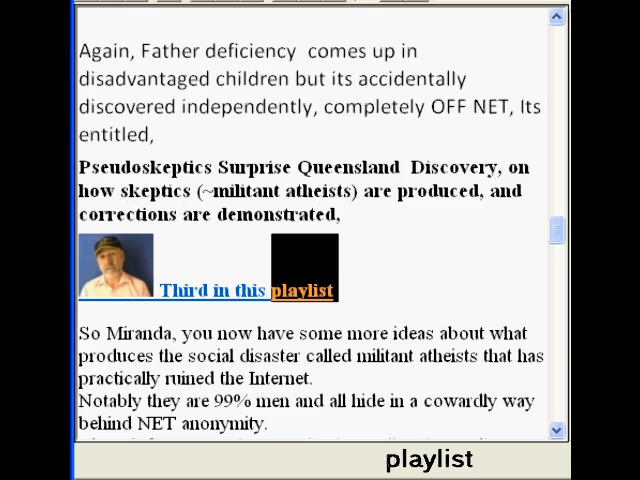 Again, Father deficiency comes up in
disadvantaged children but its accidentally
discovered independently, completely OFF NET, Its
entitled,
Pseudoskeptics Surprise Queensland Discovery, on
how skeptics (~militant atheists) are produced, and
corrections are demonstrated,
Third in this playlist
So Miranda, you now have some more ideas about what
produces the social disaster called militant atheists that has
practically ruined the Internet.
Notably they are 99% men and all hide in a cowardly way
behind NET anonymity.
playlist